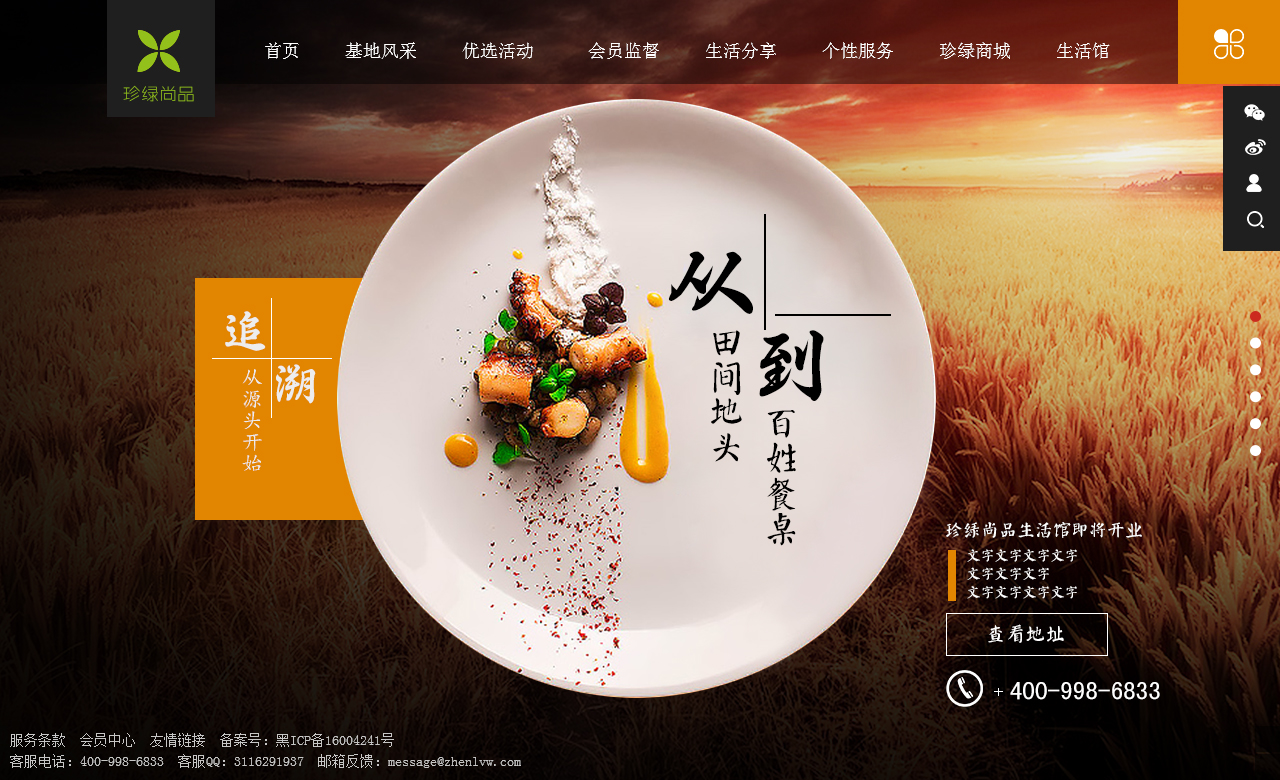 首页 基地风采 优选活动 会员监督 生活分享 个性服务 珍绿商城 生活馆
珍绿尚品
追溯
从源头开始
从
田间地头
到
百姓餐桌
珍绿尚品生活馆即将开业
文字文字文字文字
文字文字文字
文字文字文字文字
查看地址
+ 400-998-6833
服务条款 会员中心 友情链接 备案号：黑ICP备16004241号
客服电话：400-998-6833 客服QQ：3116291937 邮箱反馈：message@zhenlvw.com